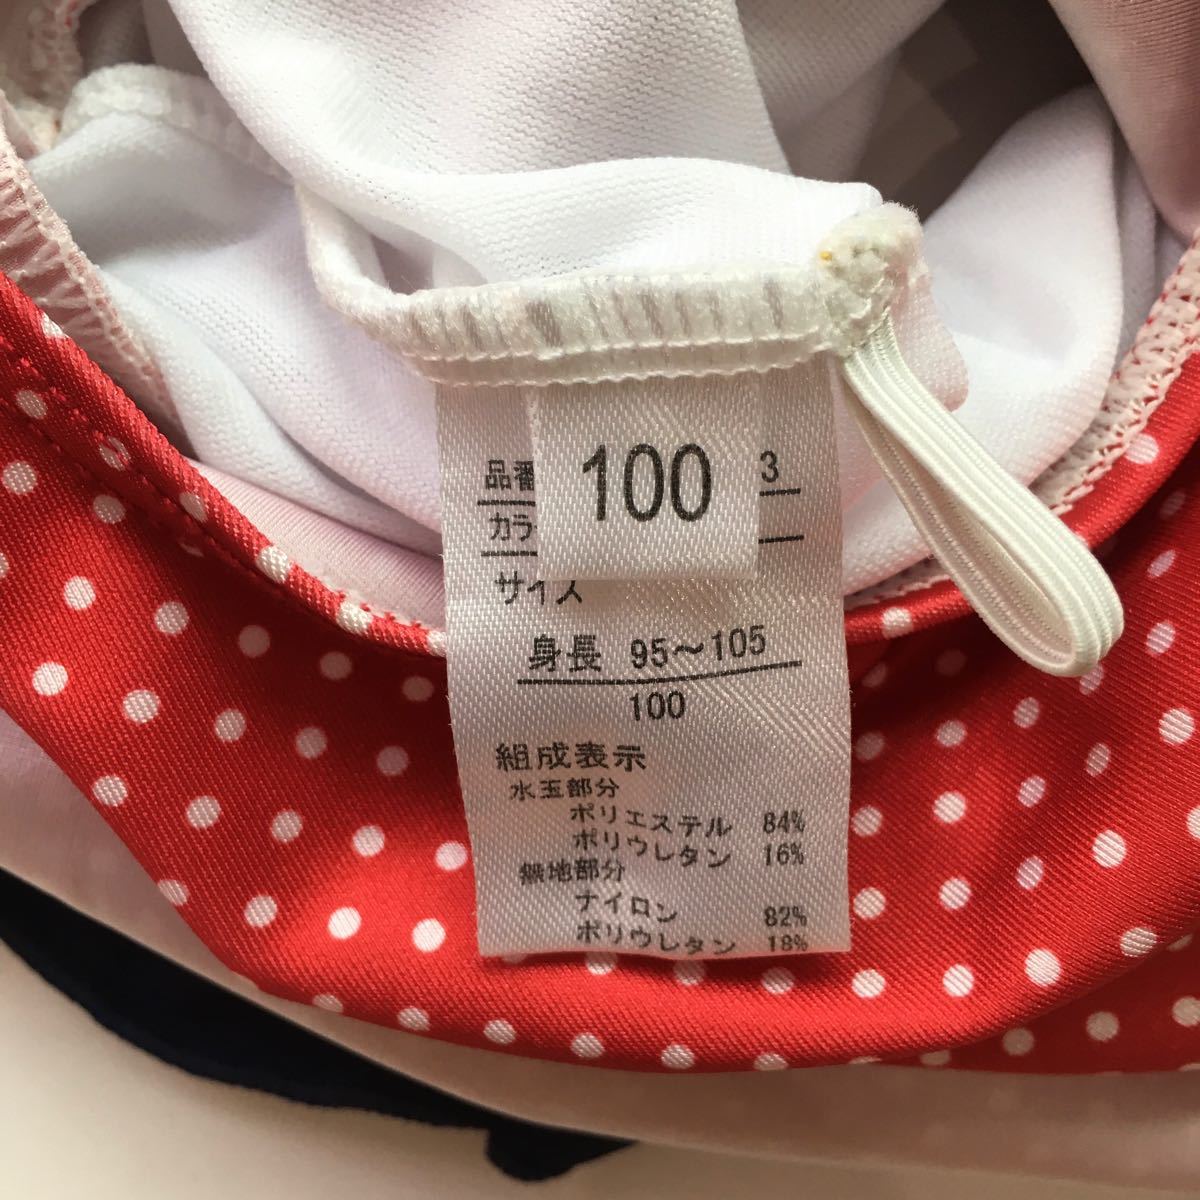 100
品番 3
カラ
サイズ
身長 95～105
100
組成表示
水玉部分
ポリエステル 84%
ポリウレタン 16%
無地部分
ナイロン 82%
ポリウレタン 18%